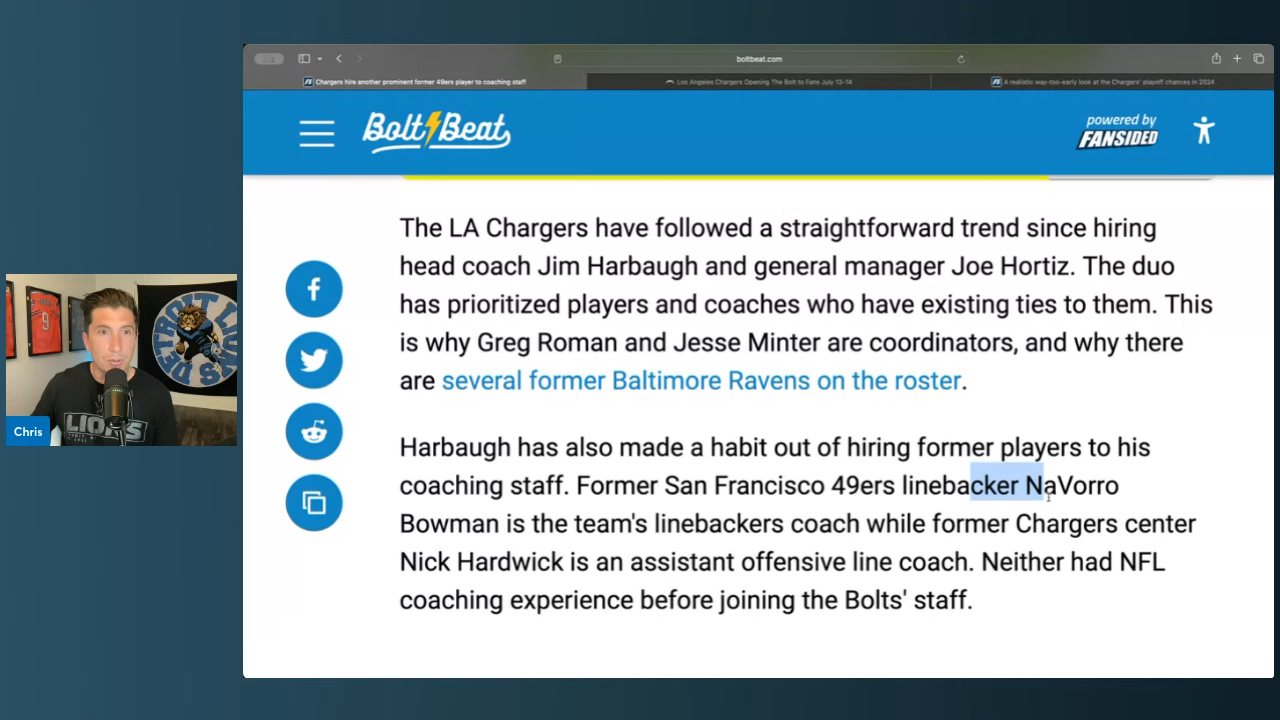 boltbeat.com
Chargers hire another prominent former 49ers player to coaching staff
Los Angeles Chargers Opening The Bolt to Fans July 13-14
A realistic way-too-early look at the Chargers' playoff chances in 2024
Bolt Beat
powered by
FANSIDED
The LA Chargers have followed a straightforward trend since hiring
head coach Jim Harbaugh and general manager Joe Hortiz. The duo
has prioritized players and coaches who have existing ties to them. This
is why Greg Roman and Jesse Minter are coordinators, and why there
are several former Baltimore Ravens on the roster.
Harbaugh has also made a habit out of hiring former players to his
coaching staff. Former San Francisco 49ers linebacker NaVorro
Bowman is the team's linebackers coach while former Chargers center
Nick Hardwick is an assistant offensive line coach. Neither had NFL
coaching experience before joining the Bolts' staff.
9
DETROIT LIONS
LIONS
Chris